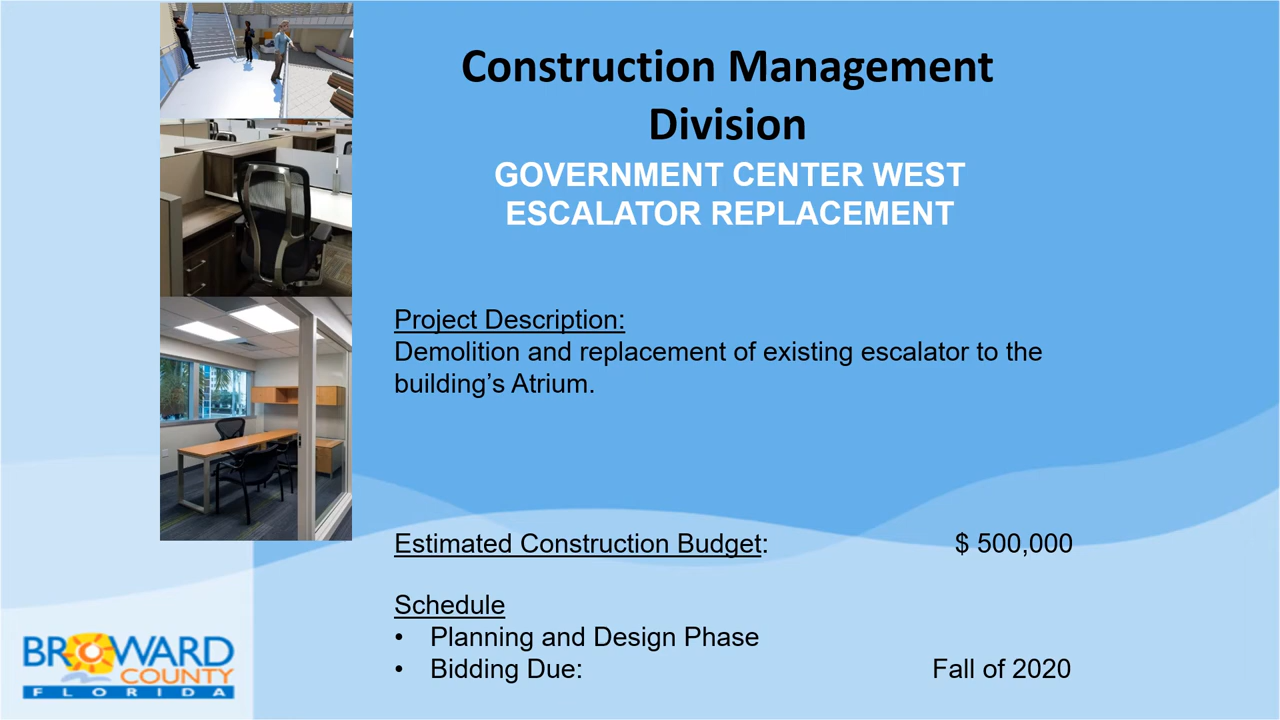 Construction Management
Division
GOVERNMENT CENTER WEST
ESCALATOR REPLACEMENT
Project Description:
Demolition and replacement of existing escalator to the
building’s Atrium.
Estimated Construction Budget: $ 500,000
Schedule
• Planning and Design Phase
• Bidding Due: Fall of 2020
BROWARD
COUNTY
FLORIDA